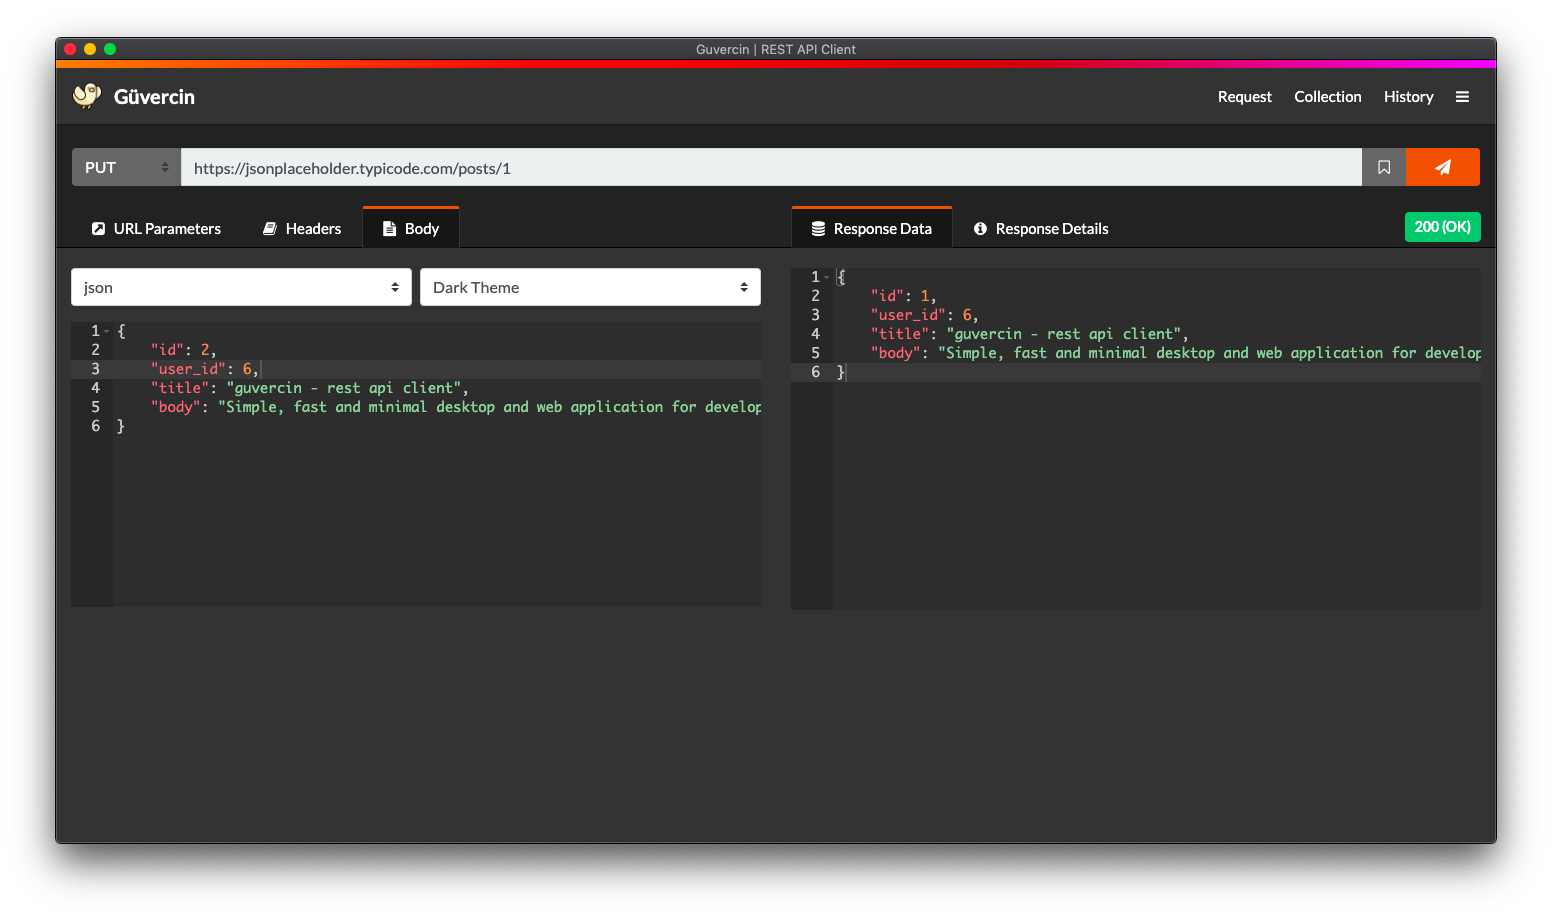 Guvercin | REST API Client
Güvercin
Request Collection History
PUT https://jsonplaceholder.typicode.com/posts/1
URL Parameters Headers Body
Response Data Response Details 200 (OK)
json Dark Theme
1 {
2 "id": 2,
3 "user_id": 6,
4 "title": "guvercin - rest api client",
5 "body": "Simple, fast and minimal desktop and web application for develop
6 }
1 {
2 "id": 1,
3 "user_id": 6,
4 "title": "guvercin - rest api client",
5 "body": "Simple, fast and minimal desktop and web application for develop
6 }